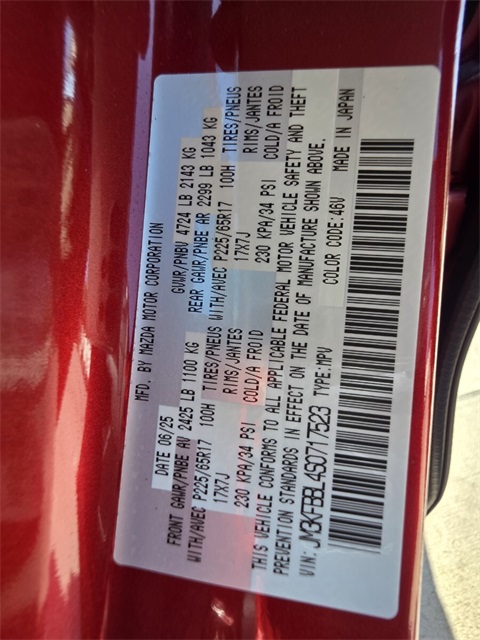 MFD. BY MAZDA MOTOR CORPORATION
DATE 06/25 GVWR/PNBV 4724 LB 2143 KG
FRONT GAWR/PNBE AV 2425 LB 1100 KG REAR GAWR/PNBE AR 2299 LB 1043 KG
WITH/AVEC P225/65R17 100H TIRES/PNEUS WITH/AVEC P225/65R17 100H TIRES/PNEUS
17X7J RIMS/JANTES 17X7J RIMS/JANTES
230 KPA/34 PSI COLD/A FROID 230 KPA/34 PSI COLD/A FROID
THIS VEHICLE CONFORMS TO ALL APPLICABLE FEDERAL MOTOR VEHICLE SAFETY AND THEFT
PREVENTION STANDARDS IN EFFECT ON THE DATE OF MANUFACTURE SHOWN ABOVE.
VIN: JM3KFBBL4S0717523 TYPE:MPV COLOR CODE:46V MADE IN JAPAN